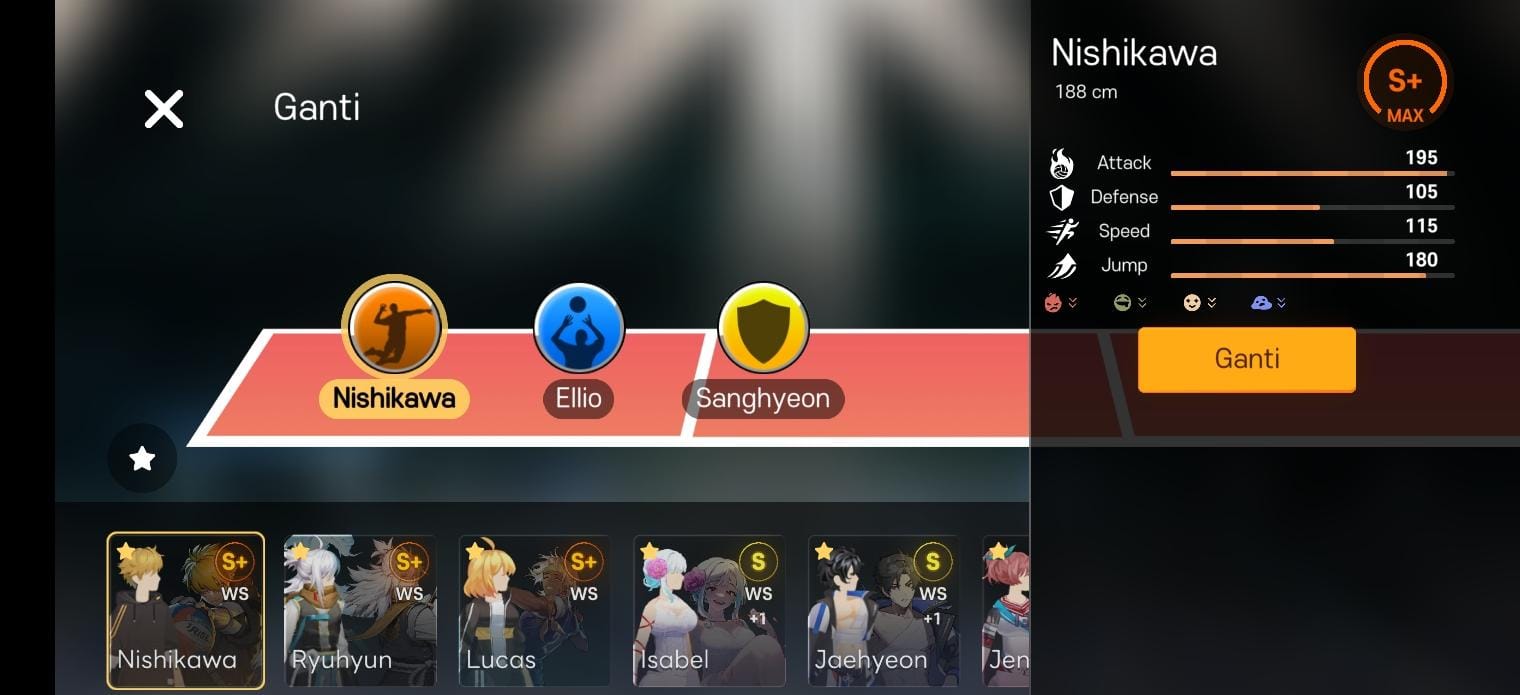 Ganti
Nishikawa
Ellio
Sanghyeon
Nishikawa
188 cm
S+
MAX
Attack 195
Defense 105
Speed 115
Jump 180
Ganti
S+
WS
Nishikawa
S+
WS
Ryuhyun
S+
WS
Lucas
S
WS
+1
Isabel
S
WS
+1
Jaehyeon
Jen